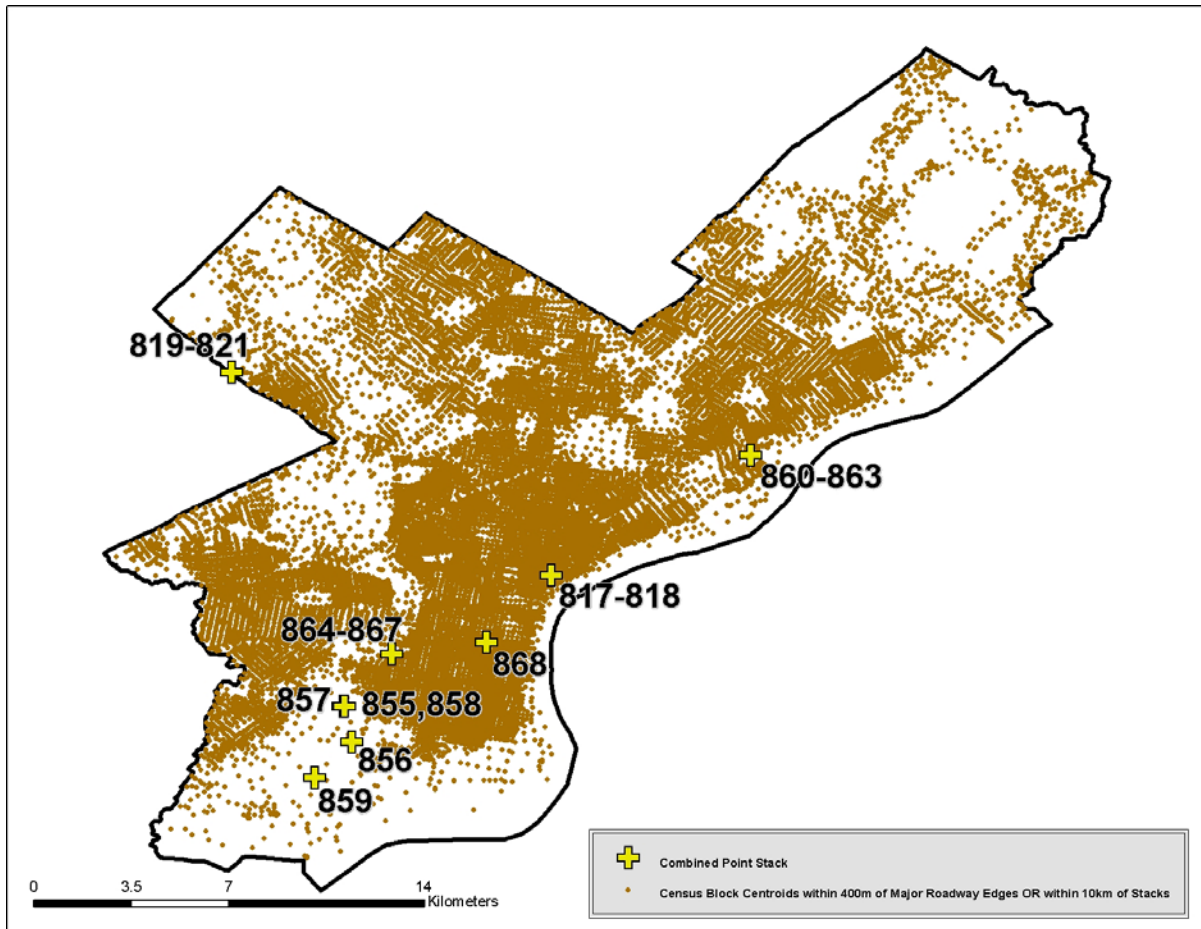 819-821
860-863
817-818
864-867
868
857 855,858
856
859
Combined Point Stack
Census Block Centroids within 400m of Major Roadway Edges OR within 10km of Stacks
0 3.5 7 14
Kilometers